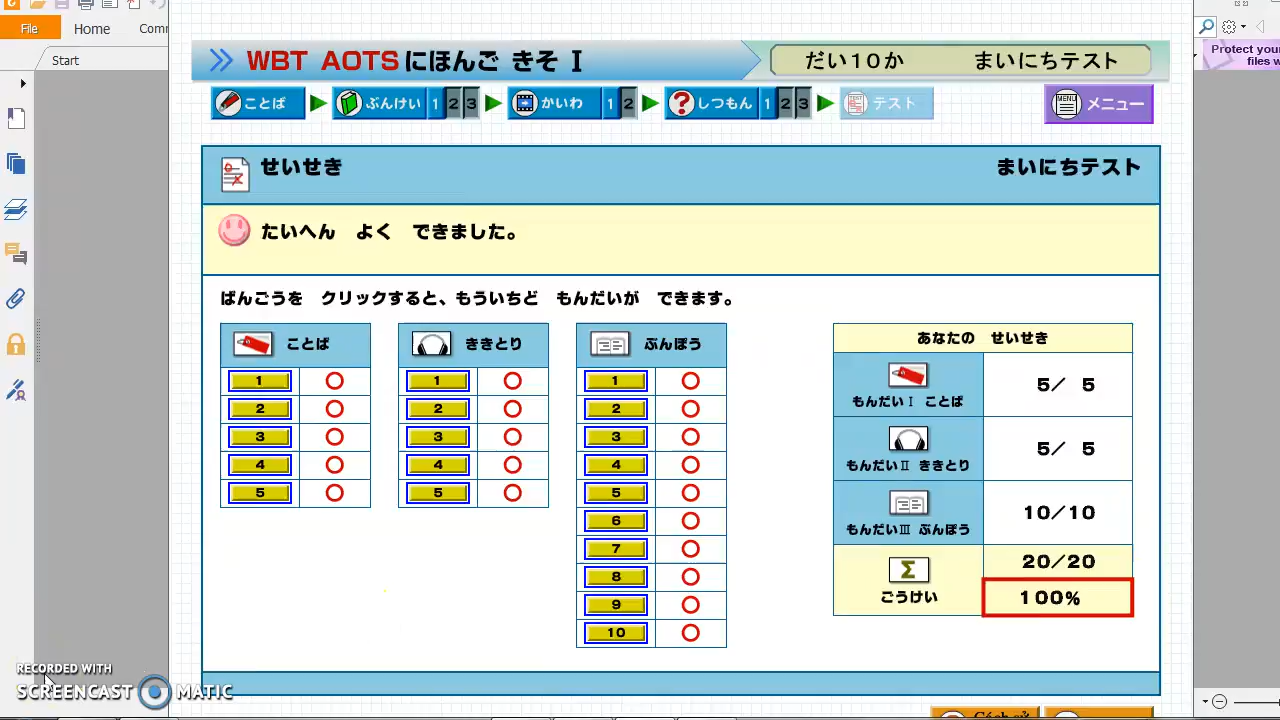 File Home Comm
Start
Protect your
files w
WBT AOTS にほんご きそ Ⅰ
だい１０か まいにちテスト
ことば ぶんけい 1 2 3 かいわ 1 2 しつもん 1 2 3 テスト MENU メニュー
せいせき まいにちテスト
たいへん よく できました。
ばんごうを クリックすると、もういちど もんだいが できます。
ことば
1 ○
2 ○
3 ○
4 ○
5 ○
ききとり
1 ○
2 ○
3 ○
4 ○
5 ○
ぶんぽう
1 ○
2 ○
3 ○
4 ○
5 ○
6 ○
7 ○
8 ○
9 ○
10 ○
あなたの せいせき
もんだいⅠ ことば 5／ 5
もんだいⅡ ききとり 5／ 5
もんだいⅢ ぶんぽう 10／10
Σ
ごうけい
20／20
100%
RECORDED WITH
SCREENCAST MATIC